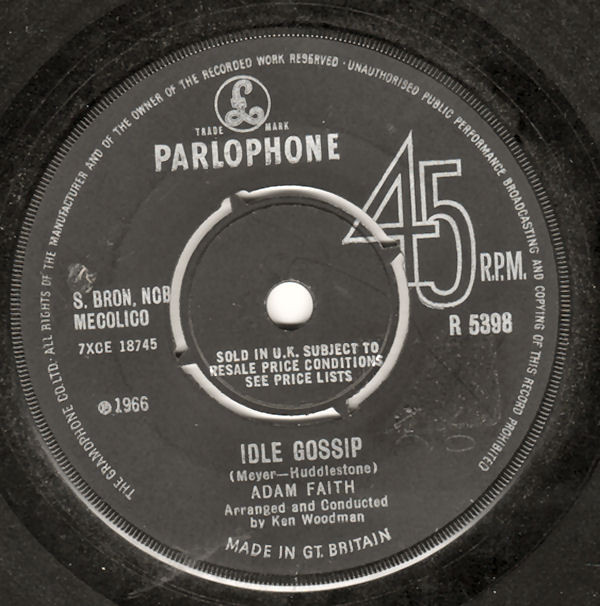 THE GRAMOPHONE CO LTD. ALL RIGHTS OF THE MANUFACTURER AND OF THE OWNER OF THE RECORDED WORK RESERVED · UNAUTHORISED PUBLIC PERFORMANCE BROADCASTING AND COPYING OF THIS RECORD PROHIBITED
£
TRADE MARK
PARLOPHONE
45
R.P.M.
S. BRON, NCB
MECOLICO
R 5398
7XCE 18745
SOLD IN U.K. SUBJECT TO
RESALE PRICE CONDITIONS
SEE PRICE LISTS
℗1966
IDLE GOSSIP
(Meyer—Huddlestone)
ADAM FAITH
Arranged and Conducted
by Ken Woodman
MADE IN GT. BRITAIN